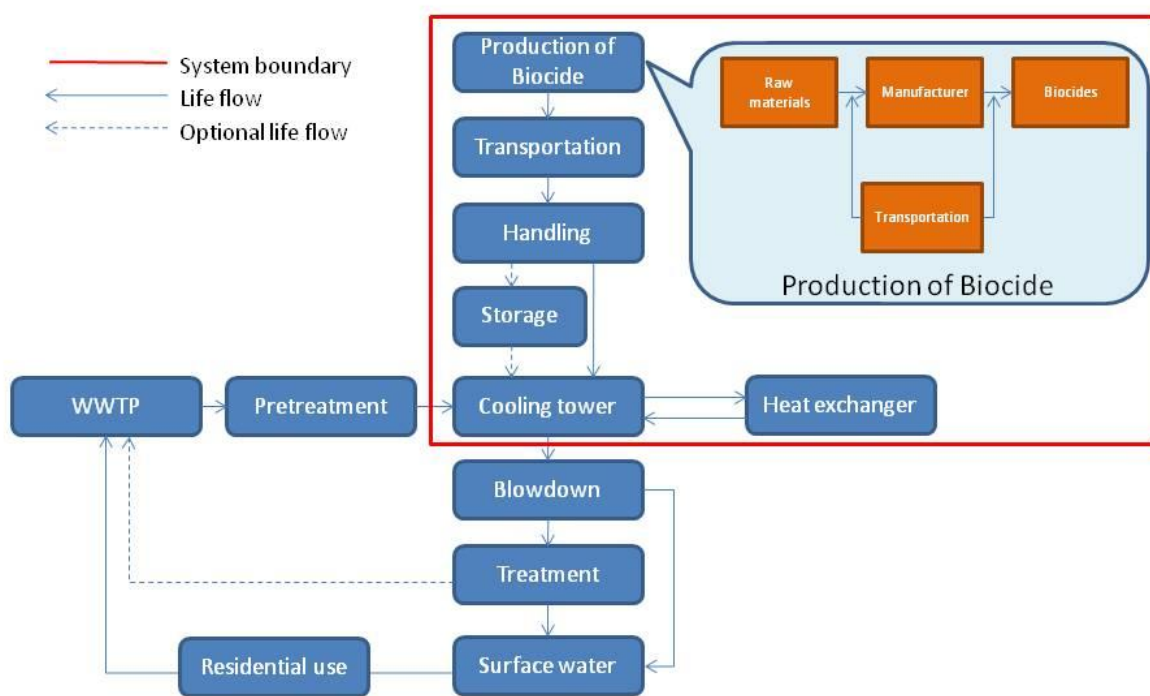 System boundary
Life flow
Optional life flow
Production of
Biocide
Transportation
Handling
Storage
WWTP
Pretreatment
Cooling tower
Heat exchanger
Blowdown
Treatment
Residential use
Surface water
Raw
materials
Manufacturer
Biocides
Transportation
Production of Biocide